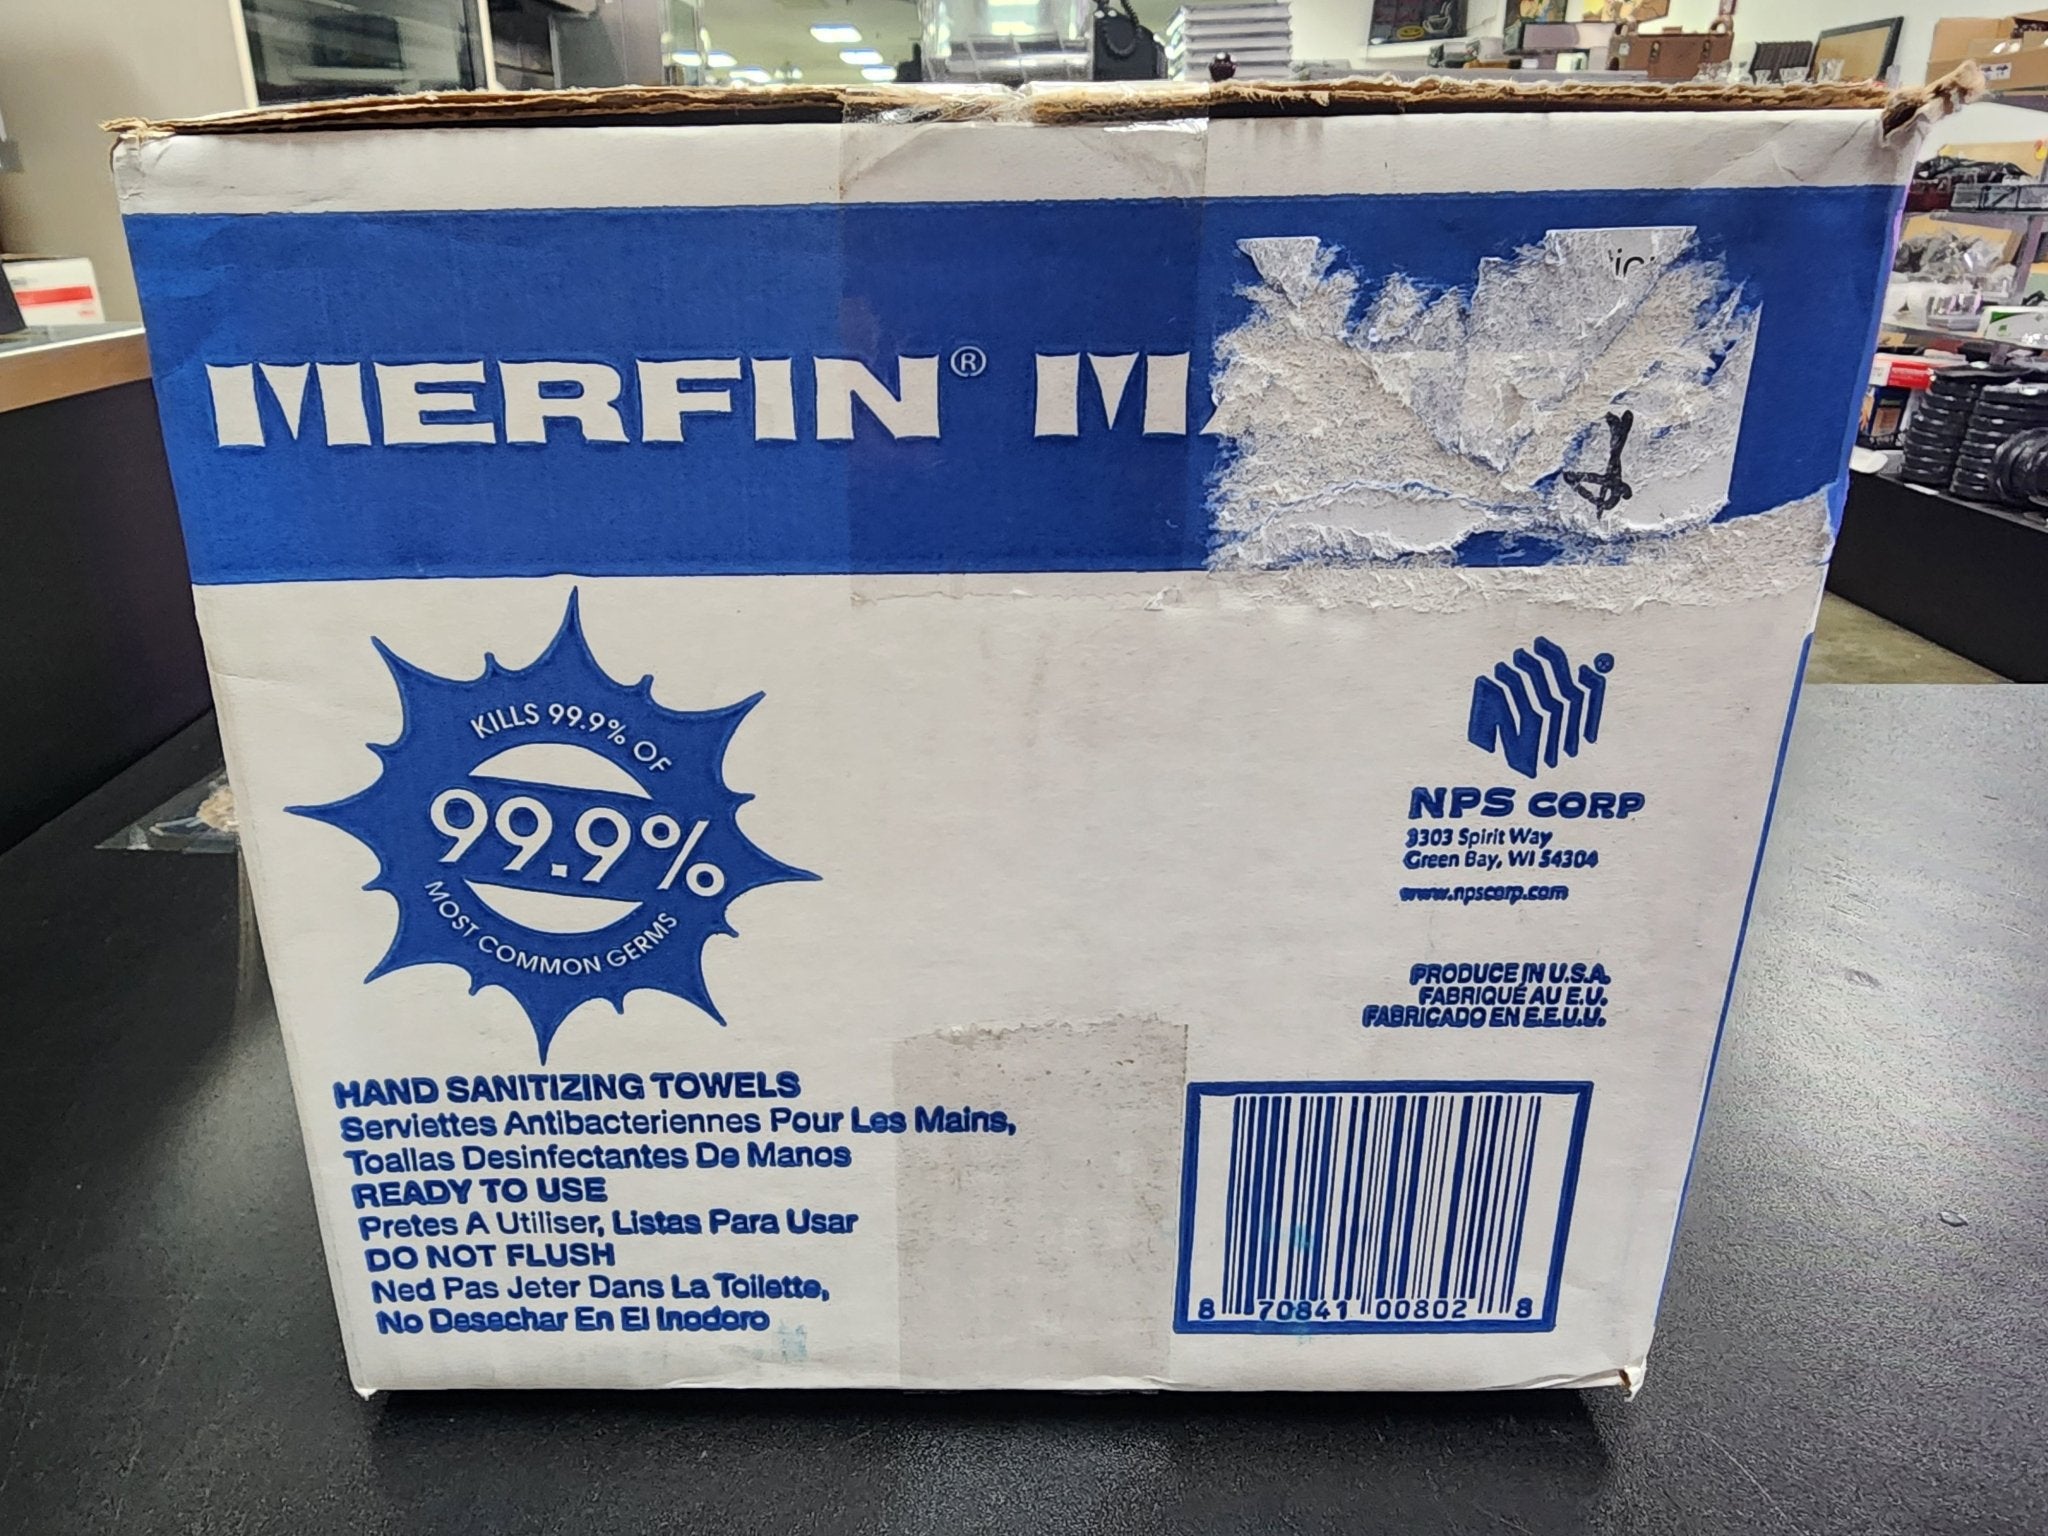 MERFIN®
KILLS 99.9% OF
99.9%
MOST COMMON GERMS
NPS CORP
3303 Spirit Way
Green Bay, WI 54304
www.npscorp.com
PRODUCE IN U.S.A.
FABRIQUÉ AU E.U.
FABRICADO EN E.E.U.U.
HAND SANITIZING TOWELS
Serviettes Antibacteriennes Pour Les Mains,
Toallas Desinfectantes De Manos
READY TO USE
Pretes A Utiliser, Listas Para Usar
DO NOT FLUSH
Ned Pas Jeter Dans La Toilette,
No Desechar En El Inodoro
8 70841 00802 8